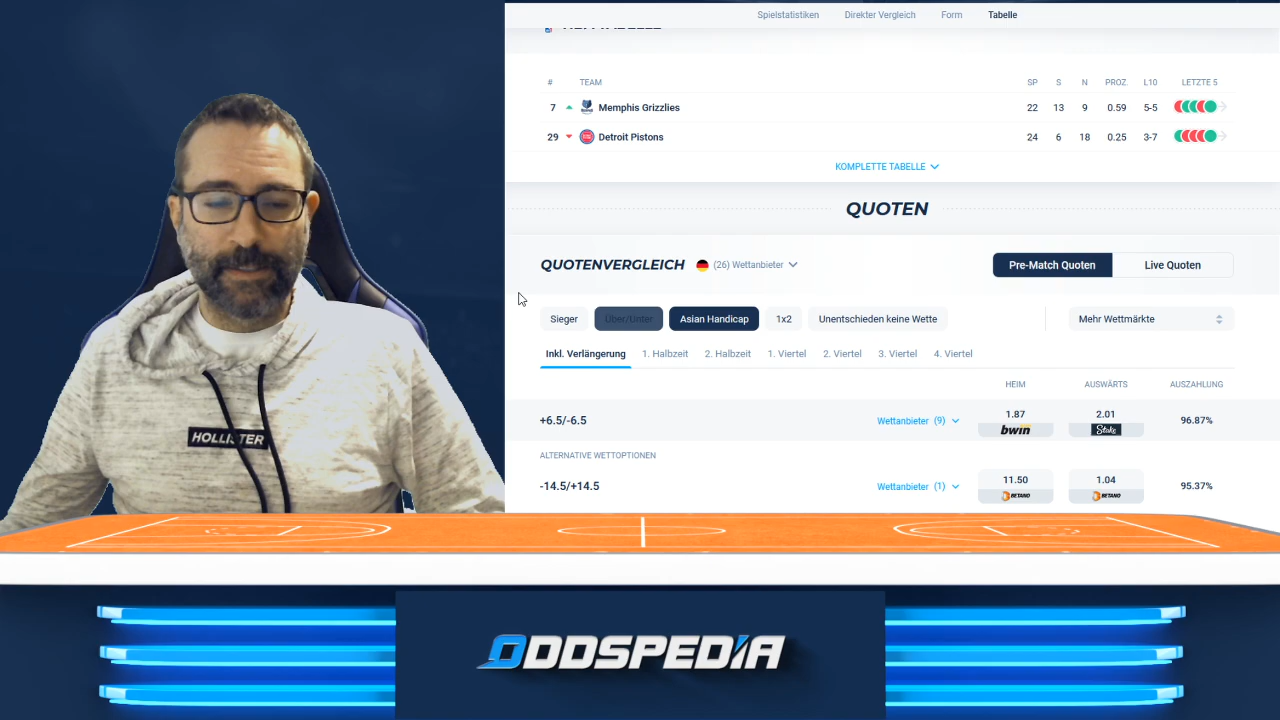 Spielstatistiken Direkter Vergleich Form Tabelle
# TEAM SP S N PROZ. L10 LETZTE 5
7 Memphis Grizzlies 22 13 9 0.59 5-5
29 Detroit Pistons 24 6 18 0.25 3-7
KOMPLETTE TABELLE
QUOTEN
QUOTENVERGLEICH (26) Wettanbieter Pre-Match Quoten Live Quoten
Sieger Über/Unter Asian Handicap 1x2 Unentschieden keine Wette Mehr Wettmärkte
Inkl. Verlängerung 1. Halbzeit 2. Halbzeit 1. Viertel 2. Viertel 3. Viertel 4. Viertel
HEIM AUSWÄRTS AUSZAHLUNG
+6.5/-6.5 Wettanbieter (9) 1.87 2.01 96.87%
bwin Stake
ALTERNATIVE WETTOPTIONEN
-14.5/+14.5 Wettanbieter (1) 11.50 1.04 95.37%
BETANO BETANO
HOLLISTER
ODDSPEDIA